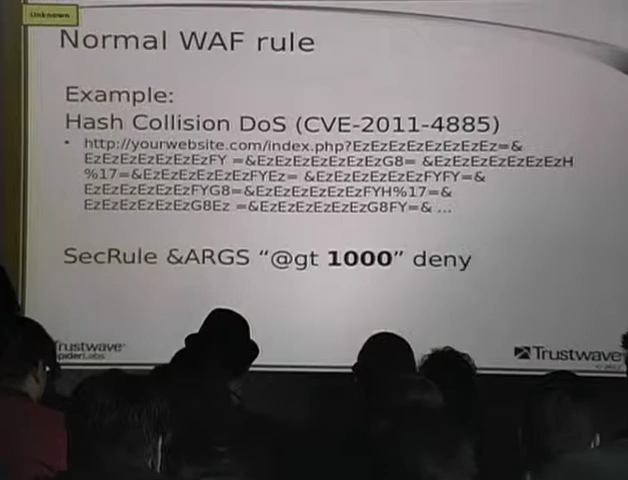 Unknown
Normal WAF rule
Example:
Hash Collision DoS (CVE-2011-4885)
• http://yourwebsite.com/index.php?EzEzEzEzEzEzEzEz=&
EzEzEzEzEzEzEzFY =&EzEzEzEzEzEzEzG8= &EzEzEzEzEzEzEzH
%17=&EzEzEzEzEzEzFYEz= &EzEzEzEzEzEzFYFY=&
EzEzEzEzEzEzFYG8=&EzEzEzEzEzEzFYH%17=&
EzEzEzEzEzEzG8Ez =&EzEzEzEzEzEzG8FY=& ...
SecRule &ARGS “@gt 1000” deny
Trustwave
SpiderLabs
Trustwave